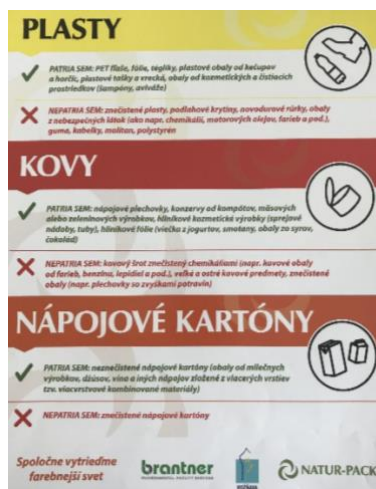 PLASTY
PATRIA SEM: PET fľaše, fólie, tégliky, plastové obaly od kečupov
a horčíc, plastové tašky a vrecká, obaly od kozmetických a čistiacich
prostriedkov (šampóny, aviváže)
NEPATRIA SEM: znečistené plasty, podlahové krytiny, novodurové rúrky, obaly
z nebezpečných látok (ako napr. chemikálií, motorových olejov, farieb a pod.),
guma, kabelky, molitan, polystyrén
KOVY
PATRIA SEM: nápojové plechovky, konzervy od kompótov, mäsových
alebo zeleninových výrobkov, hliníkové kozmetické výrobky (sprejové
nádoby, tuby), hliníkové fólie (viečka z jogurtov, smotany, obaly zo syrov,
čokolád)
NEPATRIA SEM: kovový šrot znečistený chemikáliami (napr. kovové obaly
od farieb, benzínu, lepidiel a pod.), veľké a ostré kovové predmety, znečistené
obaly (napr. plechovky so zvyškami potravín)
NÁPOJOVÉ KARTÓNY
PATRIA SEM: neznečistené nápojové kartóny (obaly od mliečnych
výrobkov, džúsov, vína a iných nápojov zložené z viacerých vrstiev
tzv. viacvrstvové kombinované materiály)
NEPATRIA SEM: znečistené nápojové kartóny
Spoločne vytrieďme
farebnejší svet
brantner
NATUR-PACK